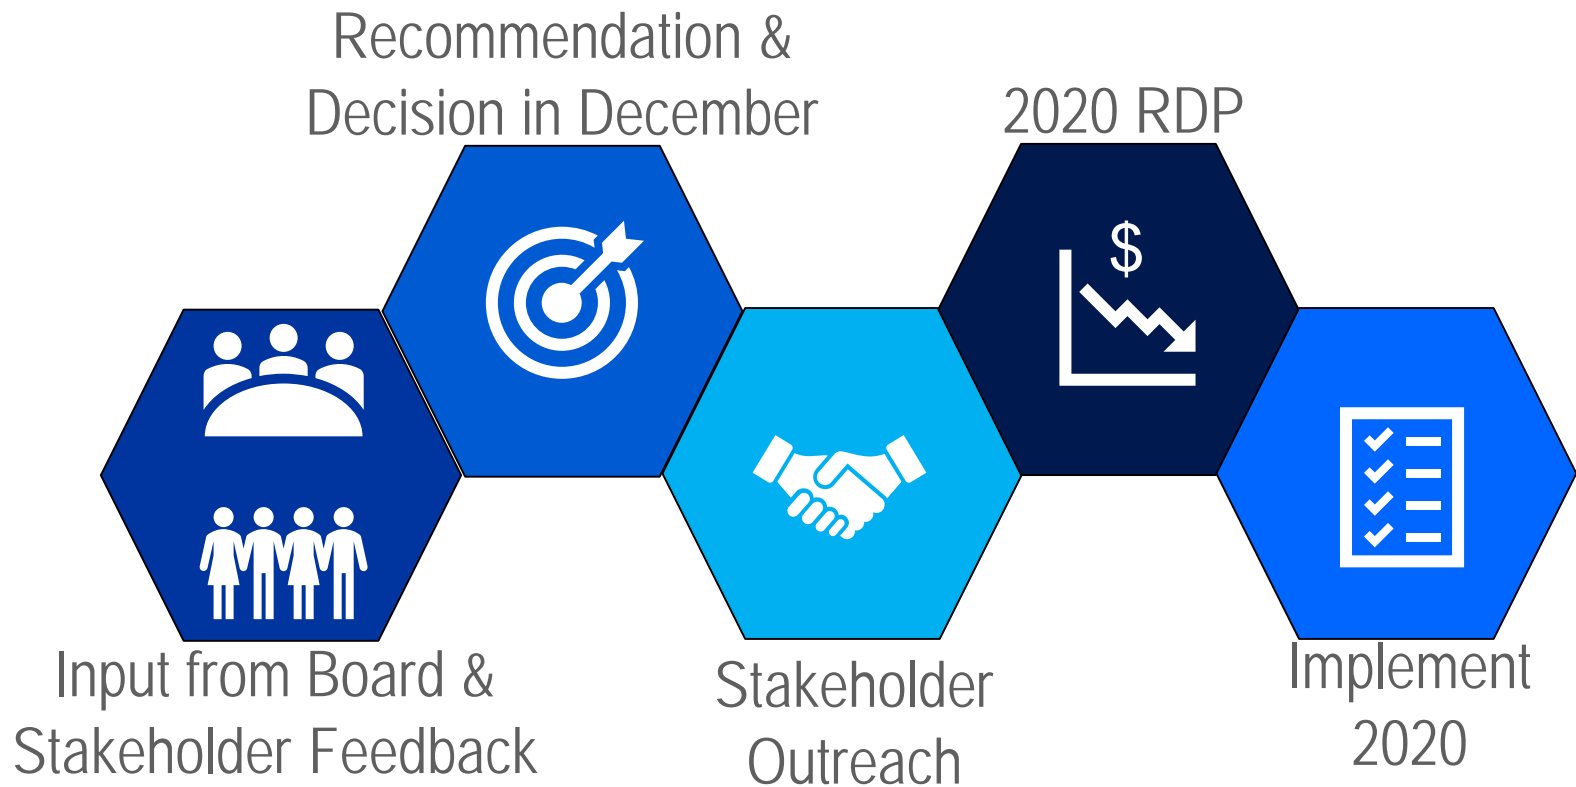 Recommendation &
Decision in December
2020 RDP
$
Input from Board &
Stakeholder Feedback
Stakeholder
Outreach
Implement
2020